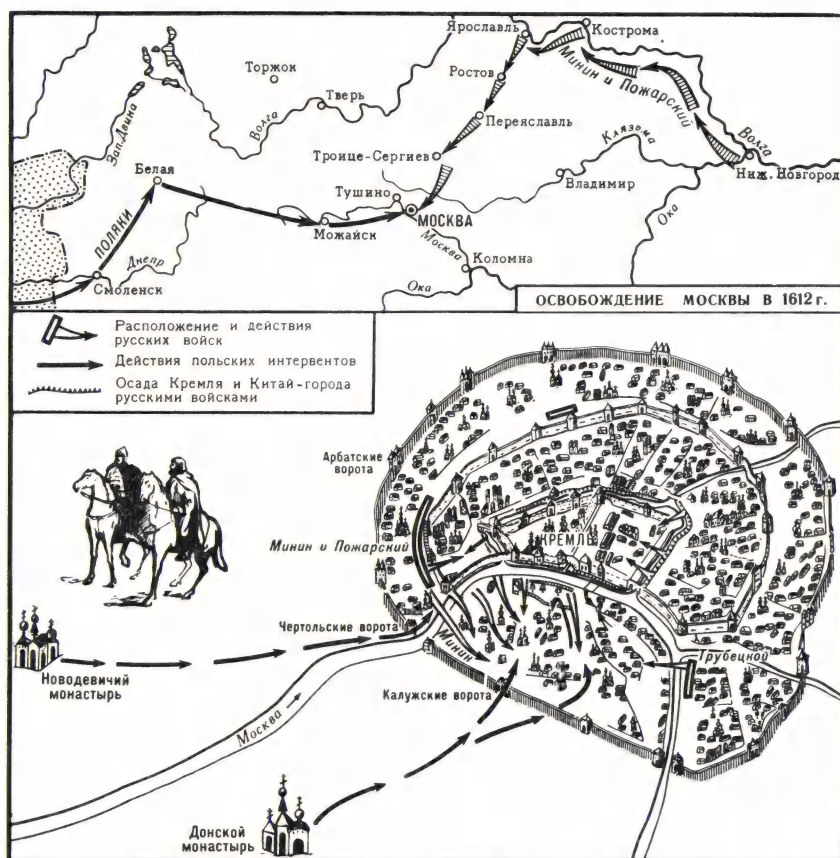 Ярославль
Кострома
Минин и Пожарский
Торжок
Ростов
Тверь
Волга
Переяславль
Зап. Двина
Клязьма
Волга
Троице-Сергиев
Белая
Тушино
Владимир
Ниж. Новгород
МОСКВА
ПОЛЯКИ
Можайск
Москва
Ока
Днепр
Коломна
Смоленск
Ока
ОСВОБОЖДЕНИЕ МОСКВЫ В 1612 г.
Расположение и действия
русских войск
Действия польских интервентов
Осада Кремля и Китай-города
русскими войсками
Арбатские
ворота
Минин и Пожарский
КРЕМЛЬ
Чертольские ворота
Минин
Трубецкой
Новодевичий
монастырь
Калужские ворота
Москва
Донской
монастырь